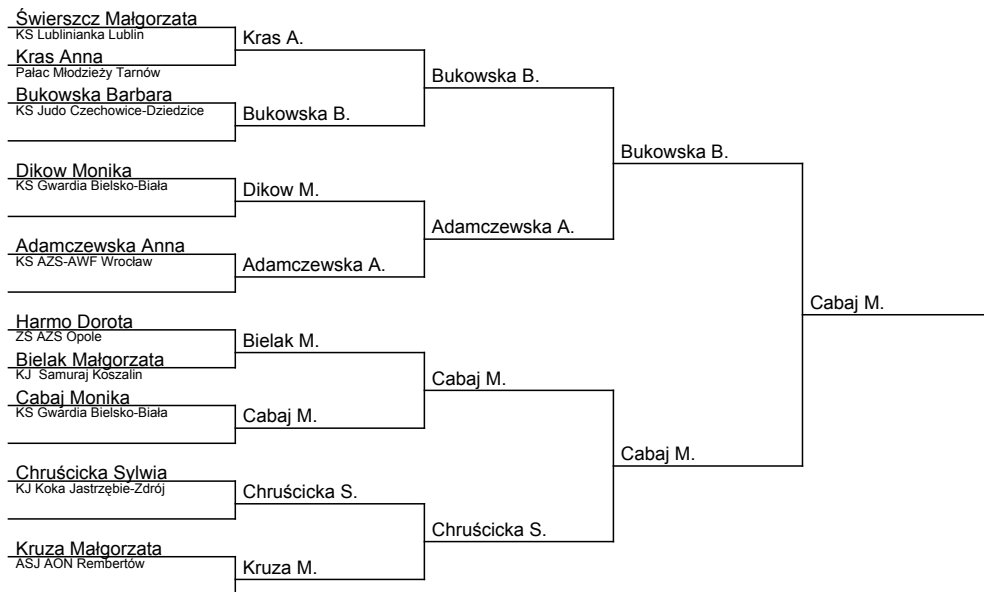 Świerszcz Małgorzata
KS Lublinianka Lublin
Kras A.
Kras Anna
Pałac Młodzieży Tarnów
Bukowska B.
Bukowska Barbara
KS Judo Czechowice-Dziedzice
Bukowska B.
Bukowska B.
Dikow Monika
KS Gwardia Bielsko-Biała
Dikow M.
Adamczewska A.
Adamczewska Anna
KS AZS-AWF Wrocław
Adamczewska A.
Cabaj M.
Harmo Dorota
ZS AZS Opole
Bielak M.
Bielak Małgorzata
KJ  Samuraj Koszalin
Cabaj M.
Cabaj Monika
KS Gwardia Bielsko-Biała
Cabaj M.
Cabaj M.
Chruścicka Sylwia
KJ Koka Jastrzębie-Zdrój
Chruścicka S.
Chruścicka S.
Kruza Małgorzata
ASJ AON Rembertów
Kruza M.